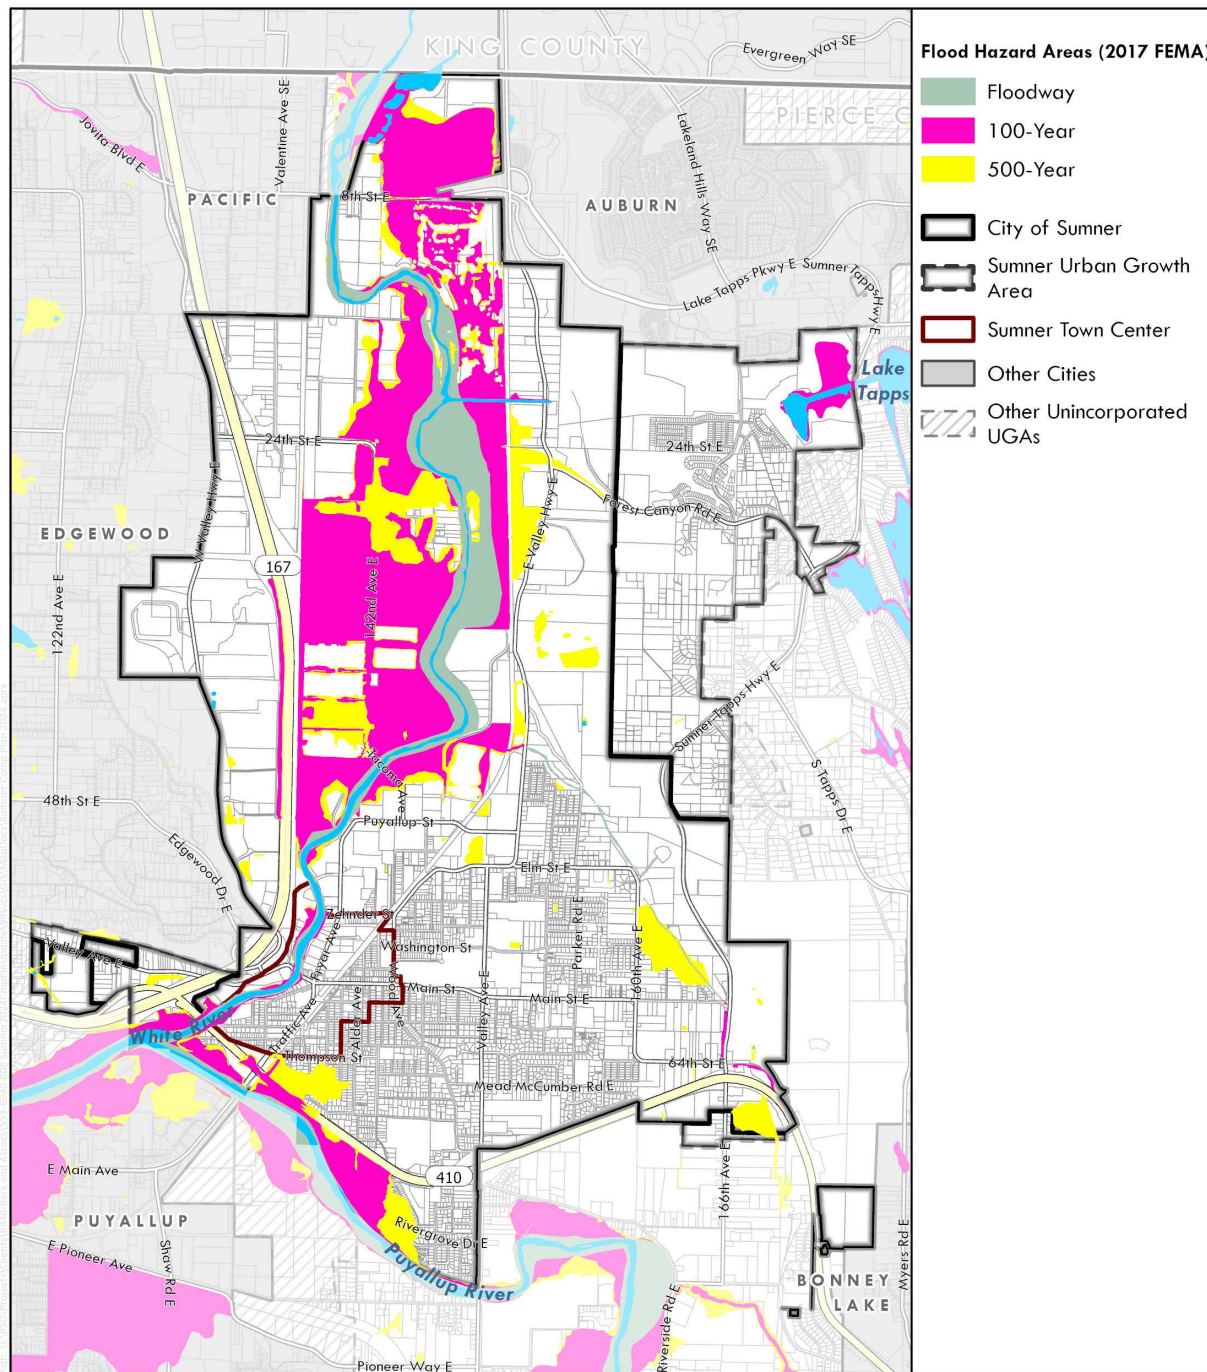 KING COUNTY
Evergreen Way SE
PIERCE C
Jovita Blvd E
Valentine Ave SE
Lakeland Hills Way SE
PACIFIC
8th St E
AUBURN
Lake Tapps Pkwy E
Sumner Tapps Hwy E
Lake
Tapps
24th St E
24th St E
W Valley Hwy E
E Valley Hwy E
Forest Canyon Rd E
EDGEWOOD
167
122nd Ave E
142nd Ave E
Sumner-Tapps Hwy E
S Tapps Dr E
Tacoma Ave
48th St E
Puyallup St
Edgewood Dr E
Elm St E
Zehnder St
Valley Ave E
Fryar Ave
Washington St
Wood Ave
Parker Rd E
160th Ave E
Main St
Main St E
White River
Traffic Ave
Alder Ave
Valley Ave E
Thompson St
64th St E
Mead McCumber Rd E
E Main Ave
410
166th Ave E
PUYALLUP
Rivergrove Dr E
E Pioneer Ave
Shaw Rd E
Puyallup River
Myers Rd E
BONNEY
LAKE
Riverside Rd E
Pioneer Way E
Flood Hazard Areas (2017 FEMA)
Floodway
100-Year
500-Year
City of Sumner
Sumner Urban Growth
Area
Sumner Town Center
Other Cities
Other Unincorporated
UGAs